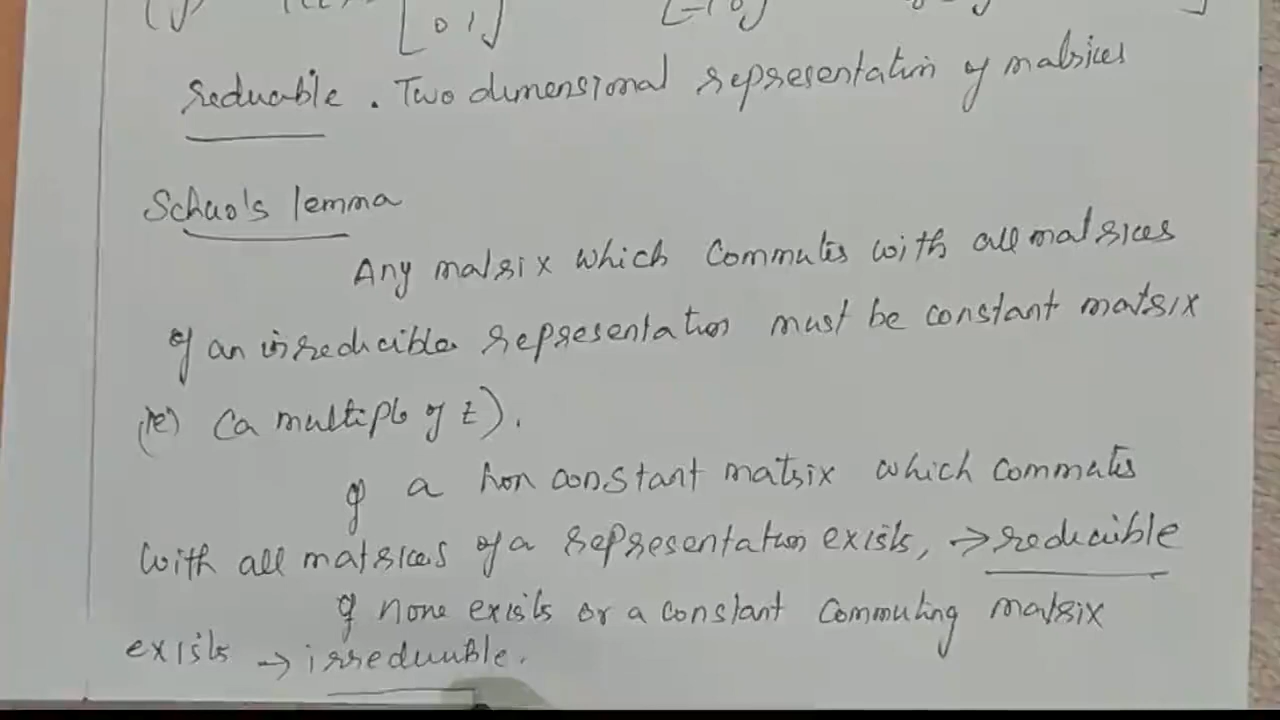 [0 1]
reducible. Two dimensional representation of matrices
Schur's lemma
Any matrix which commutes with all matrices
of an irreducible representation must be constant matrix
(ie) (a multiple of E).
If a non constant matrix which commutes
with all matrices of a representation exists, → reducible
If none exists or a constant commuting matrix
exists → irreducible.